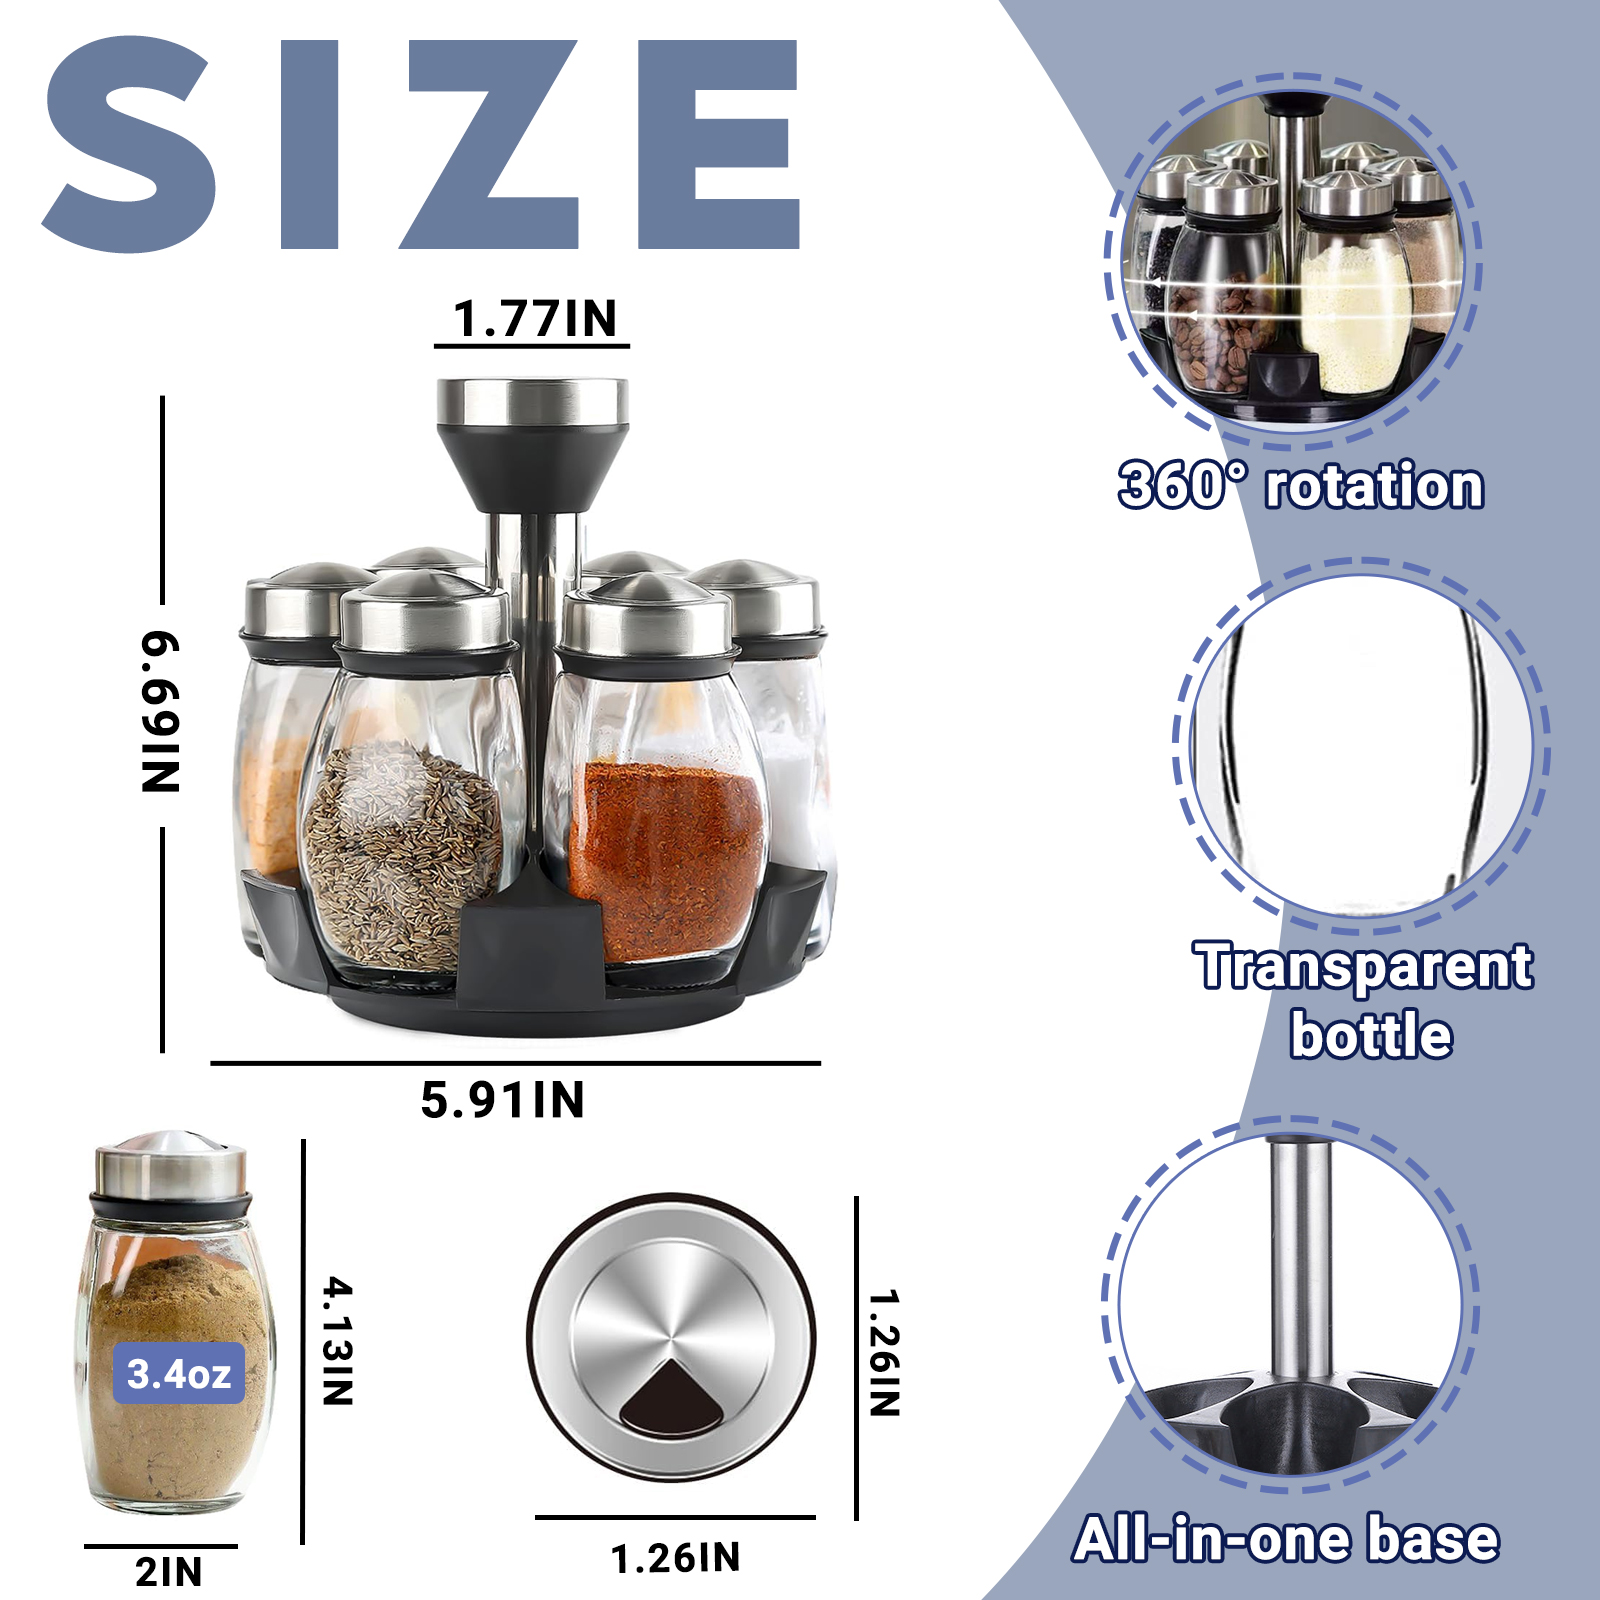 SIZE
1.77IN
6.69IN
5.91IN
3.4oz
4.13IN
2IN
1.26IN
1.26IN
360° rotation
Transparent
bottle
All-in-one base